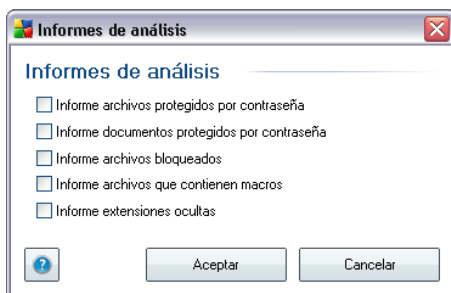 Informes de análisis
Informes de análisis
Informe archivos protegidos por contraseña
Informe documentos protegidos por contraseña
Informe archivos bloqueados
Informe archivos que contienen macros
Informe extensiones ocultas
?
Aceptar
Cancelar